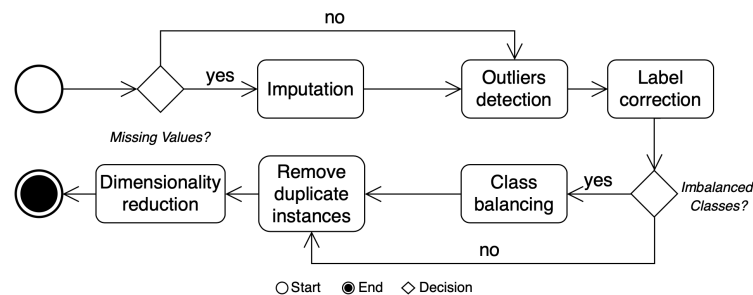 no
yes
Imputation
Outliers
detection
Label
correction
Missing Values?
Dimensionality
reduction
Remove
duplicate
instances
Class
balancing
yes
Imbalanced
Classes?
no
Start
End
Decision